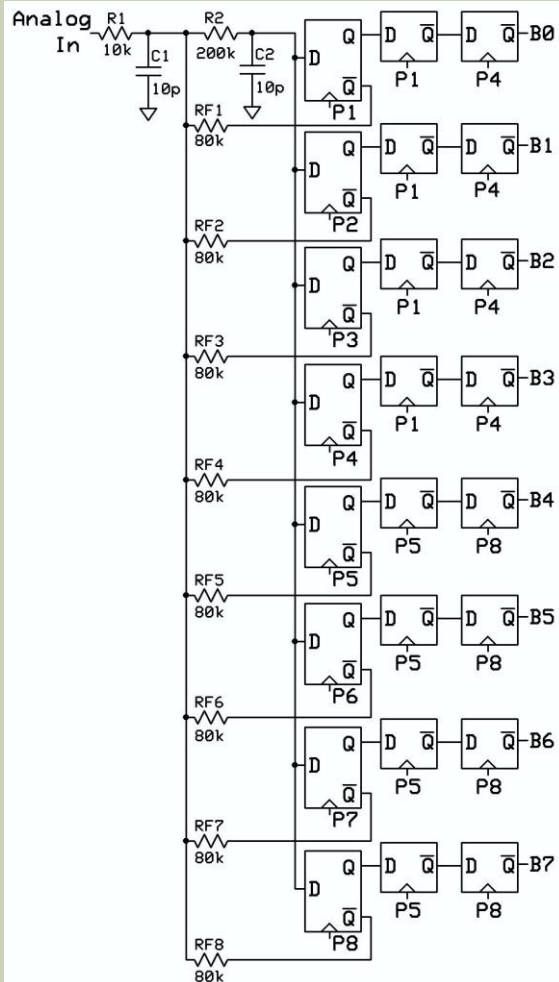 Analog In
R1
10k
C1
10p
R2
200k
C2
10p
D Q Q̅ P1
D Q̅ P1
D Q̅ P4
B0
RF1
80k
D Q Q̅ P2
D Q̅ P1
D Q̅ P4
B1
RF2
80k
D Q Q̅ P3
D Q̅ P1
D Q̅ P4
B2
RF3
80k
D Q Q̅ P4
D Q̅ P1
D Q̅ P4
B3
RF4
80k
D Q Q̅ P5
D Q̅ P5
D Q̅ P8
B4
RF5
80k
D Q Q̅ P6
D Q̅ P5
D Q̅ P8
B5
RF6
80k
D Q Q̅ P7
D Q̅ P5
D Q̅ P8
B6
RF7
80k
D Q Q̅ P8
D Q̅ P5
D Q̅ P8
B7
RF8
80k